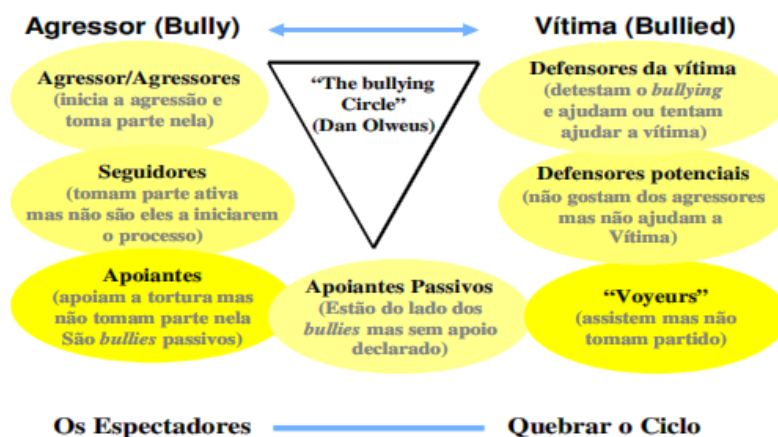 Agressor (Bully)
Vítima (Bullied)
Agressor/Agressores
(inicia a agressão e
toma parte nela)
“The bullying
Circle”
(Dan Olweus)
Defensores da vítima
(detestam o bullying
e ajudam ou tentam
ajudar a vítima)
Seguidores
(tomam parte ativa
mas não são eles a iniciarem
o processo)
Defensores potenciais
(não gostam dos agressores
mas não ajudam a
Vítima)
Apoiantes
(apoiam a tortura mas
não tomam parte nela
São bullies passivos)
Apoiantes Passivos
(Estão do lado dos
bullies mas sem apoio
declarado)
“Voyeurs”
(assistem mas não
tomam partido)
Os Espectadores
Quebrar o Ciclo